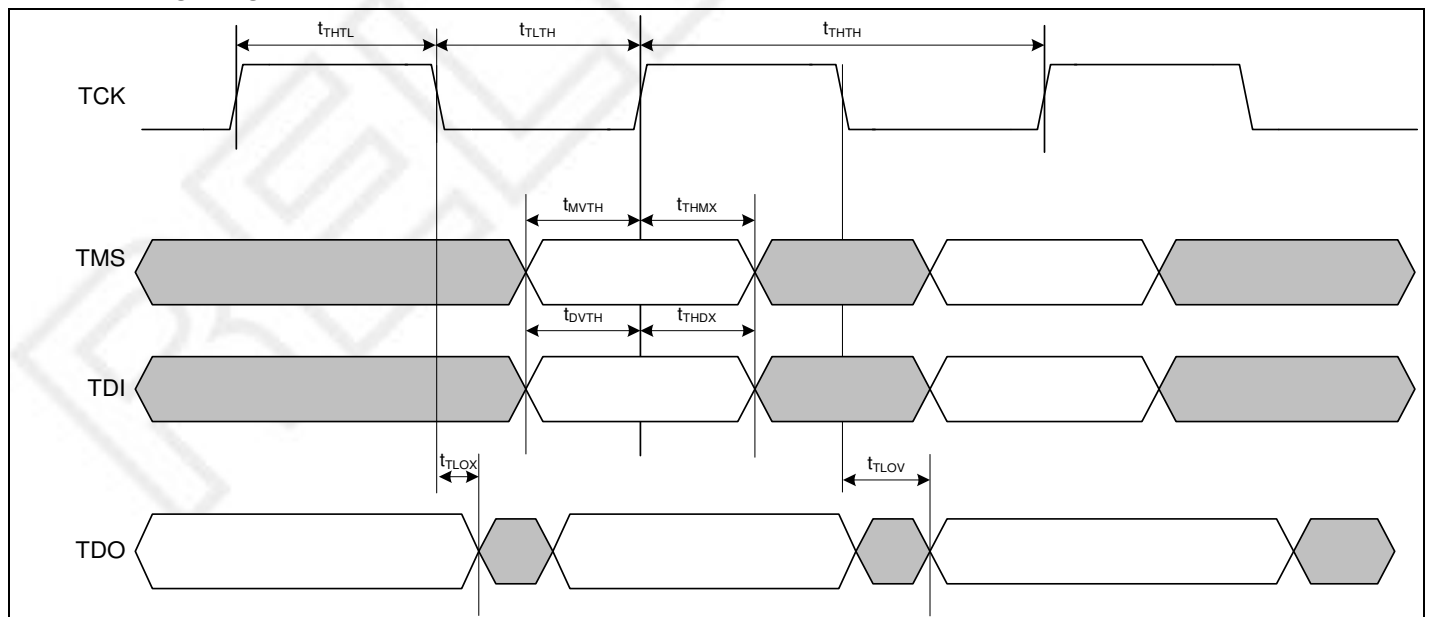 tTHTL tTLTH tTHTH
TCK
tMVTH tTHMX
TMS
tDVTH tTHDX
TDI
tTLOX tTLOV
TDO